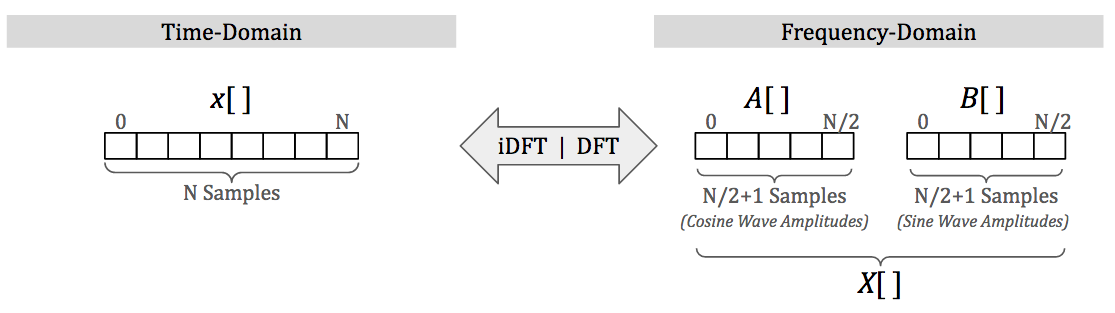 Time-Domain
Frequency-Domain
x[ ]
0 N
N Samples
iDFT | DFT
A[ ]
0 N/2
N/2+1 Samples
(Cosine Wave Amplitudes)
B[ ]
0 N/2
N/2+1 Samples
(Sine Wave Amplitudes)
X[ ]